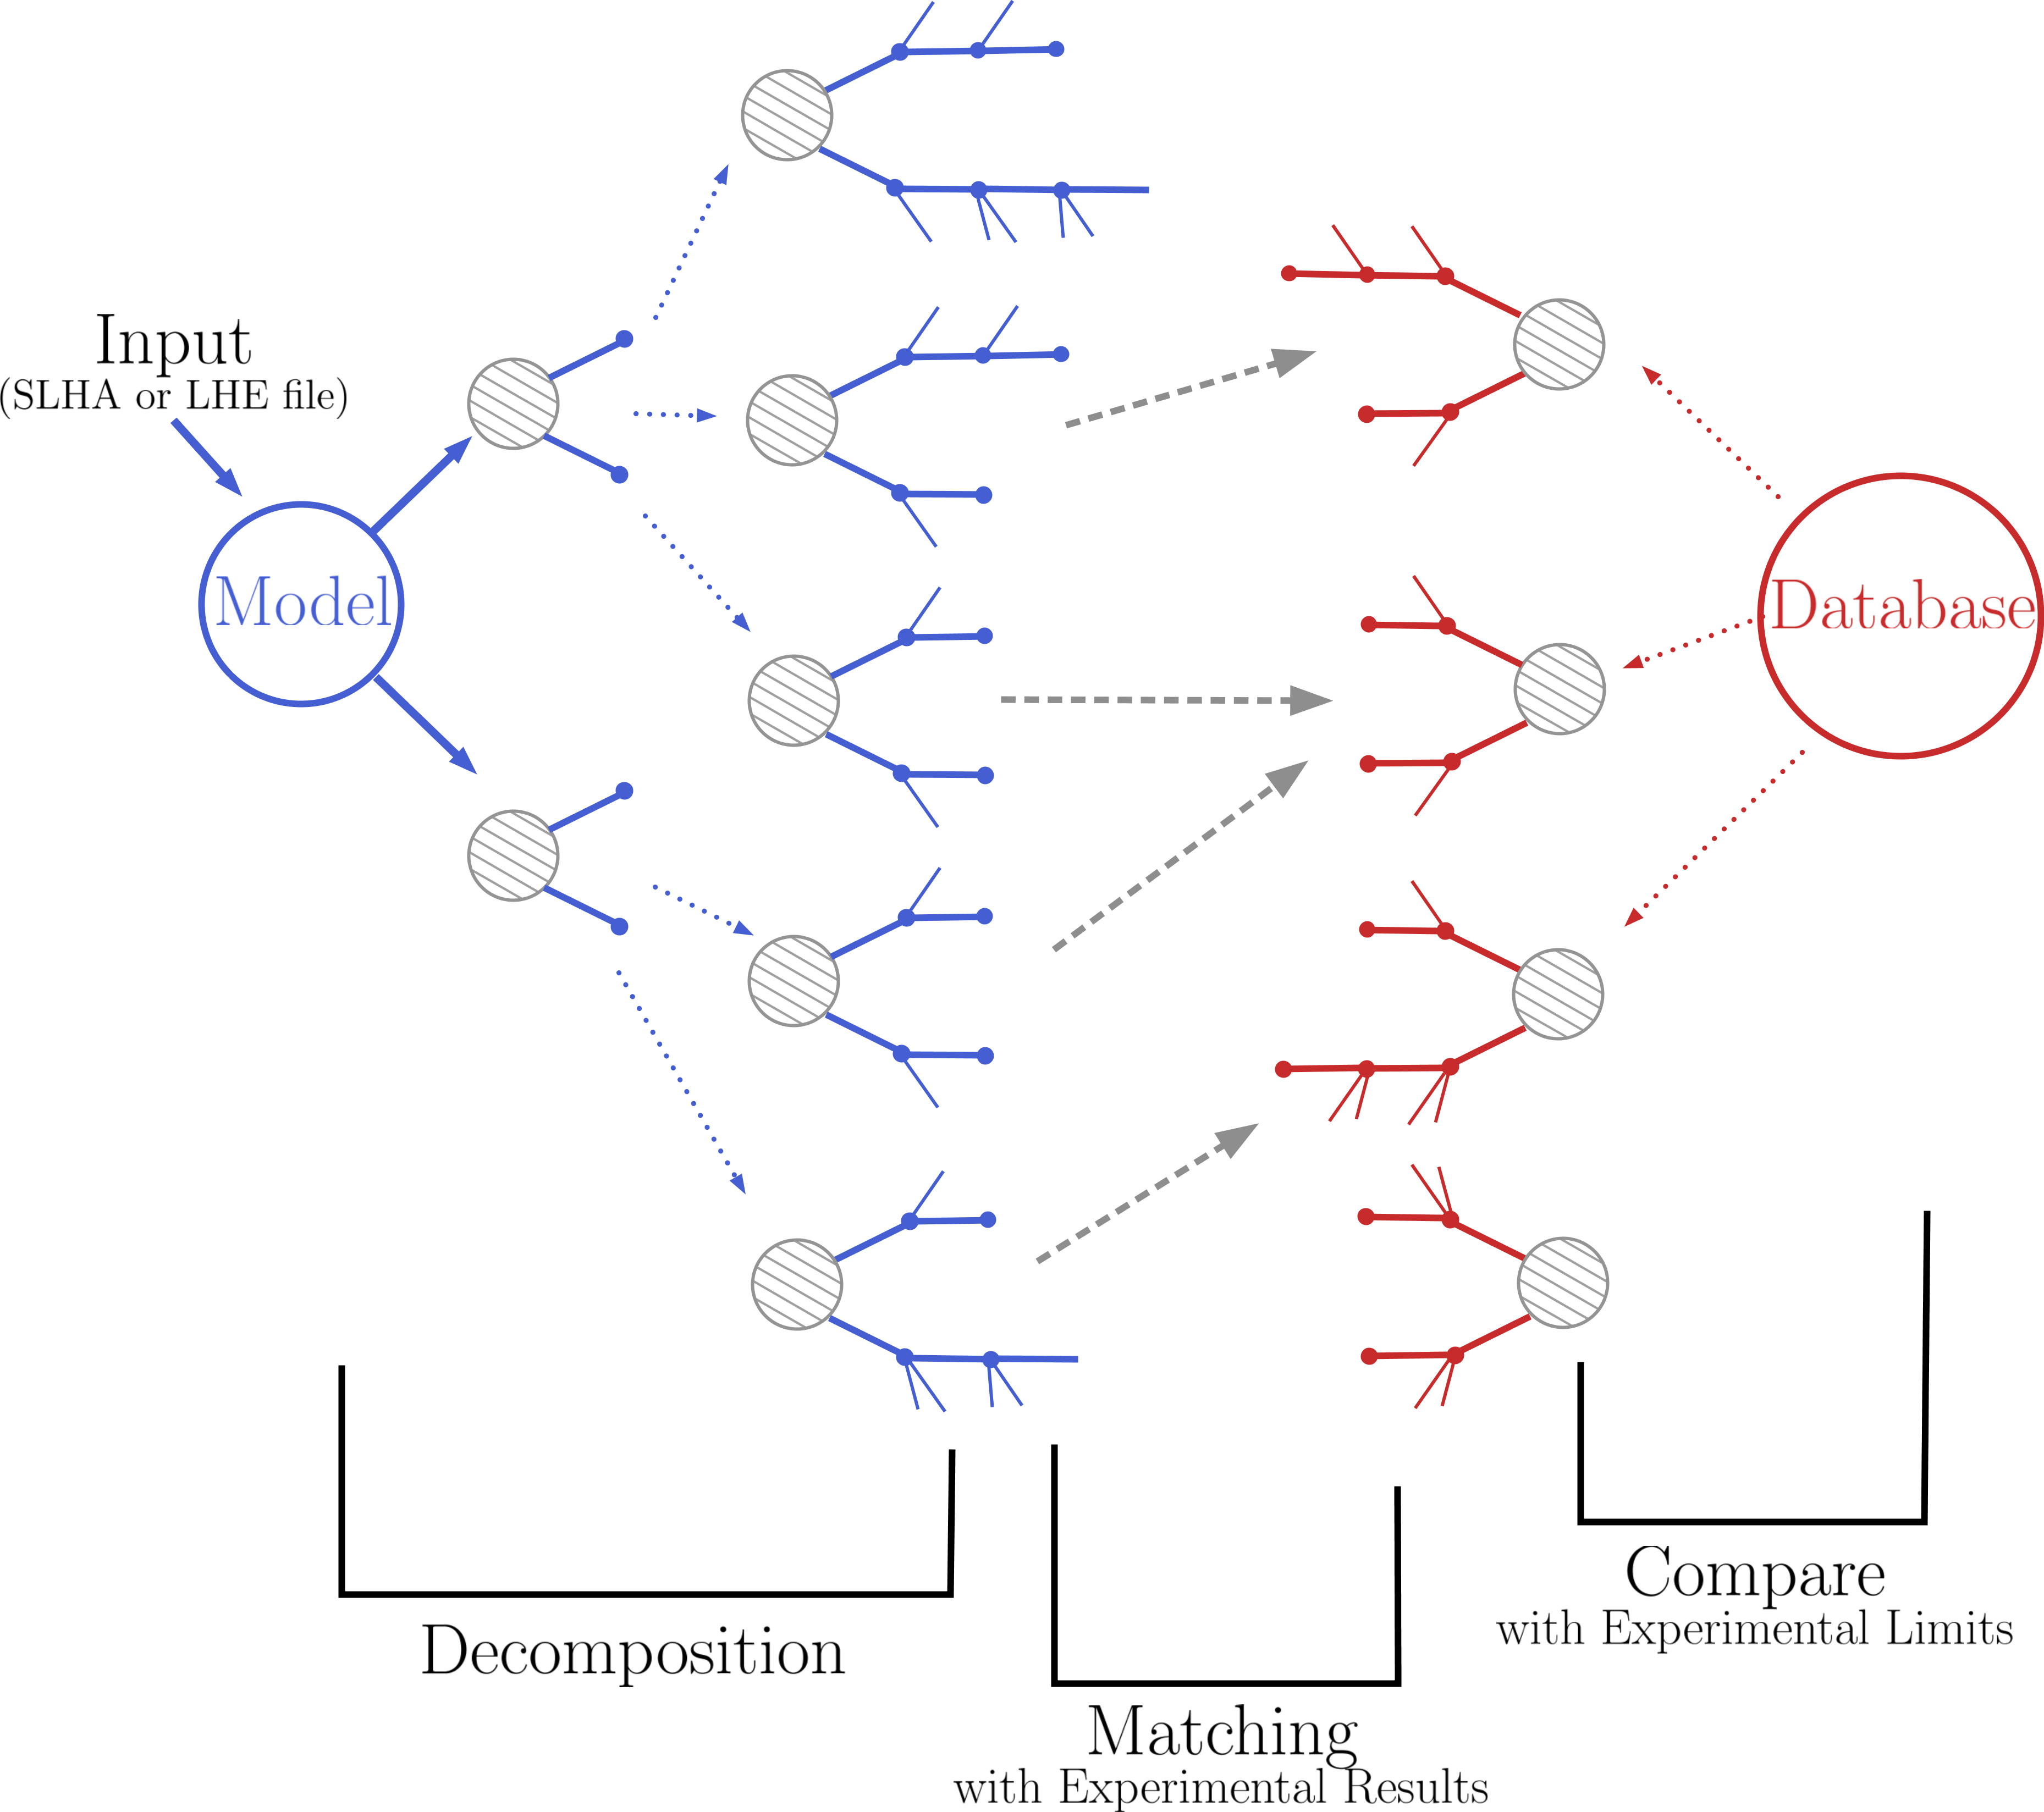 Input
(SLHA or LHE file)
Model
Database
Decomposition
Matching
with Experimental Results
Compare
with Experimental Limits